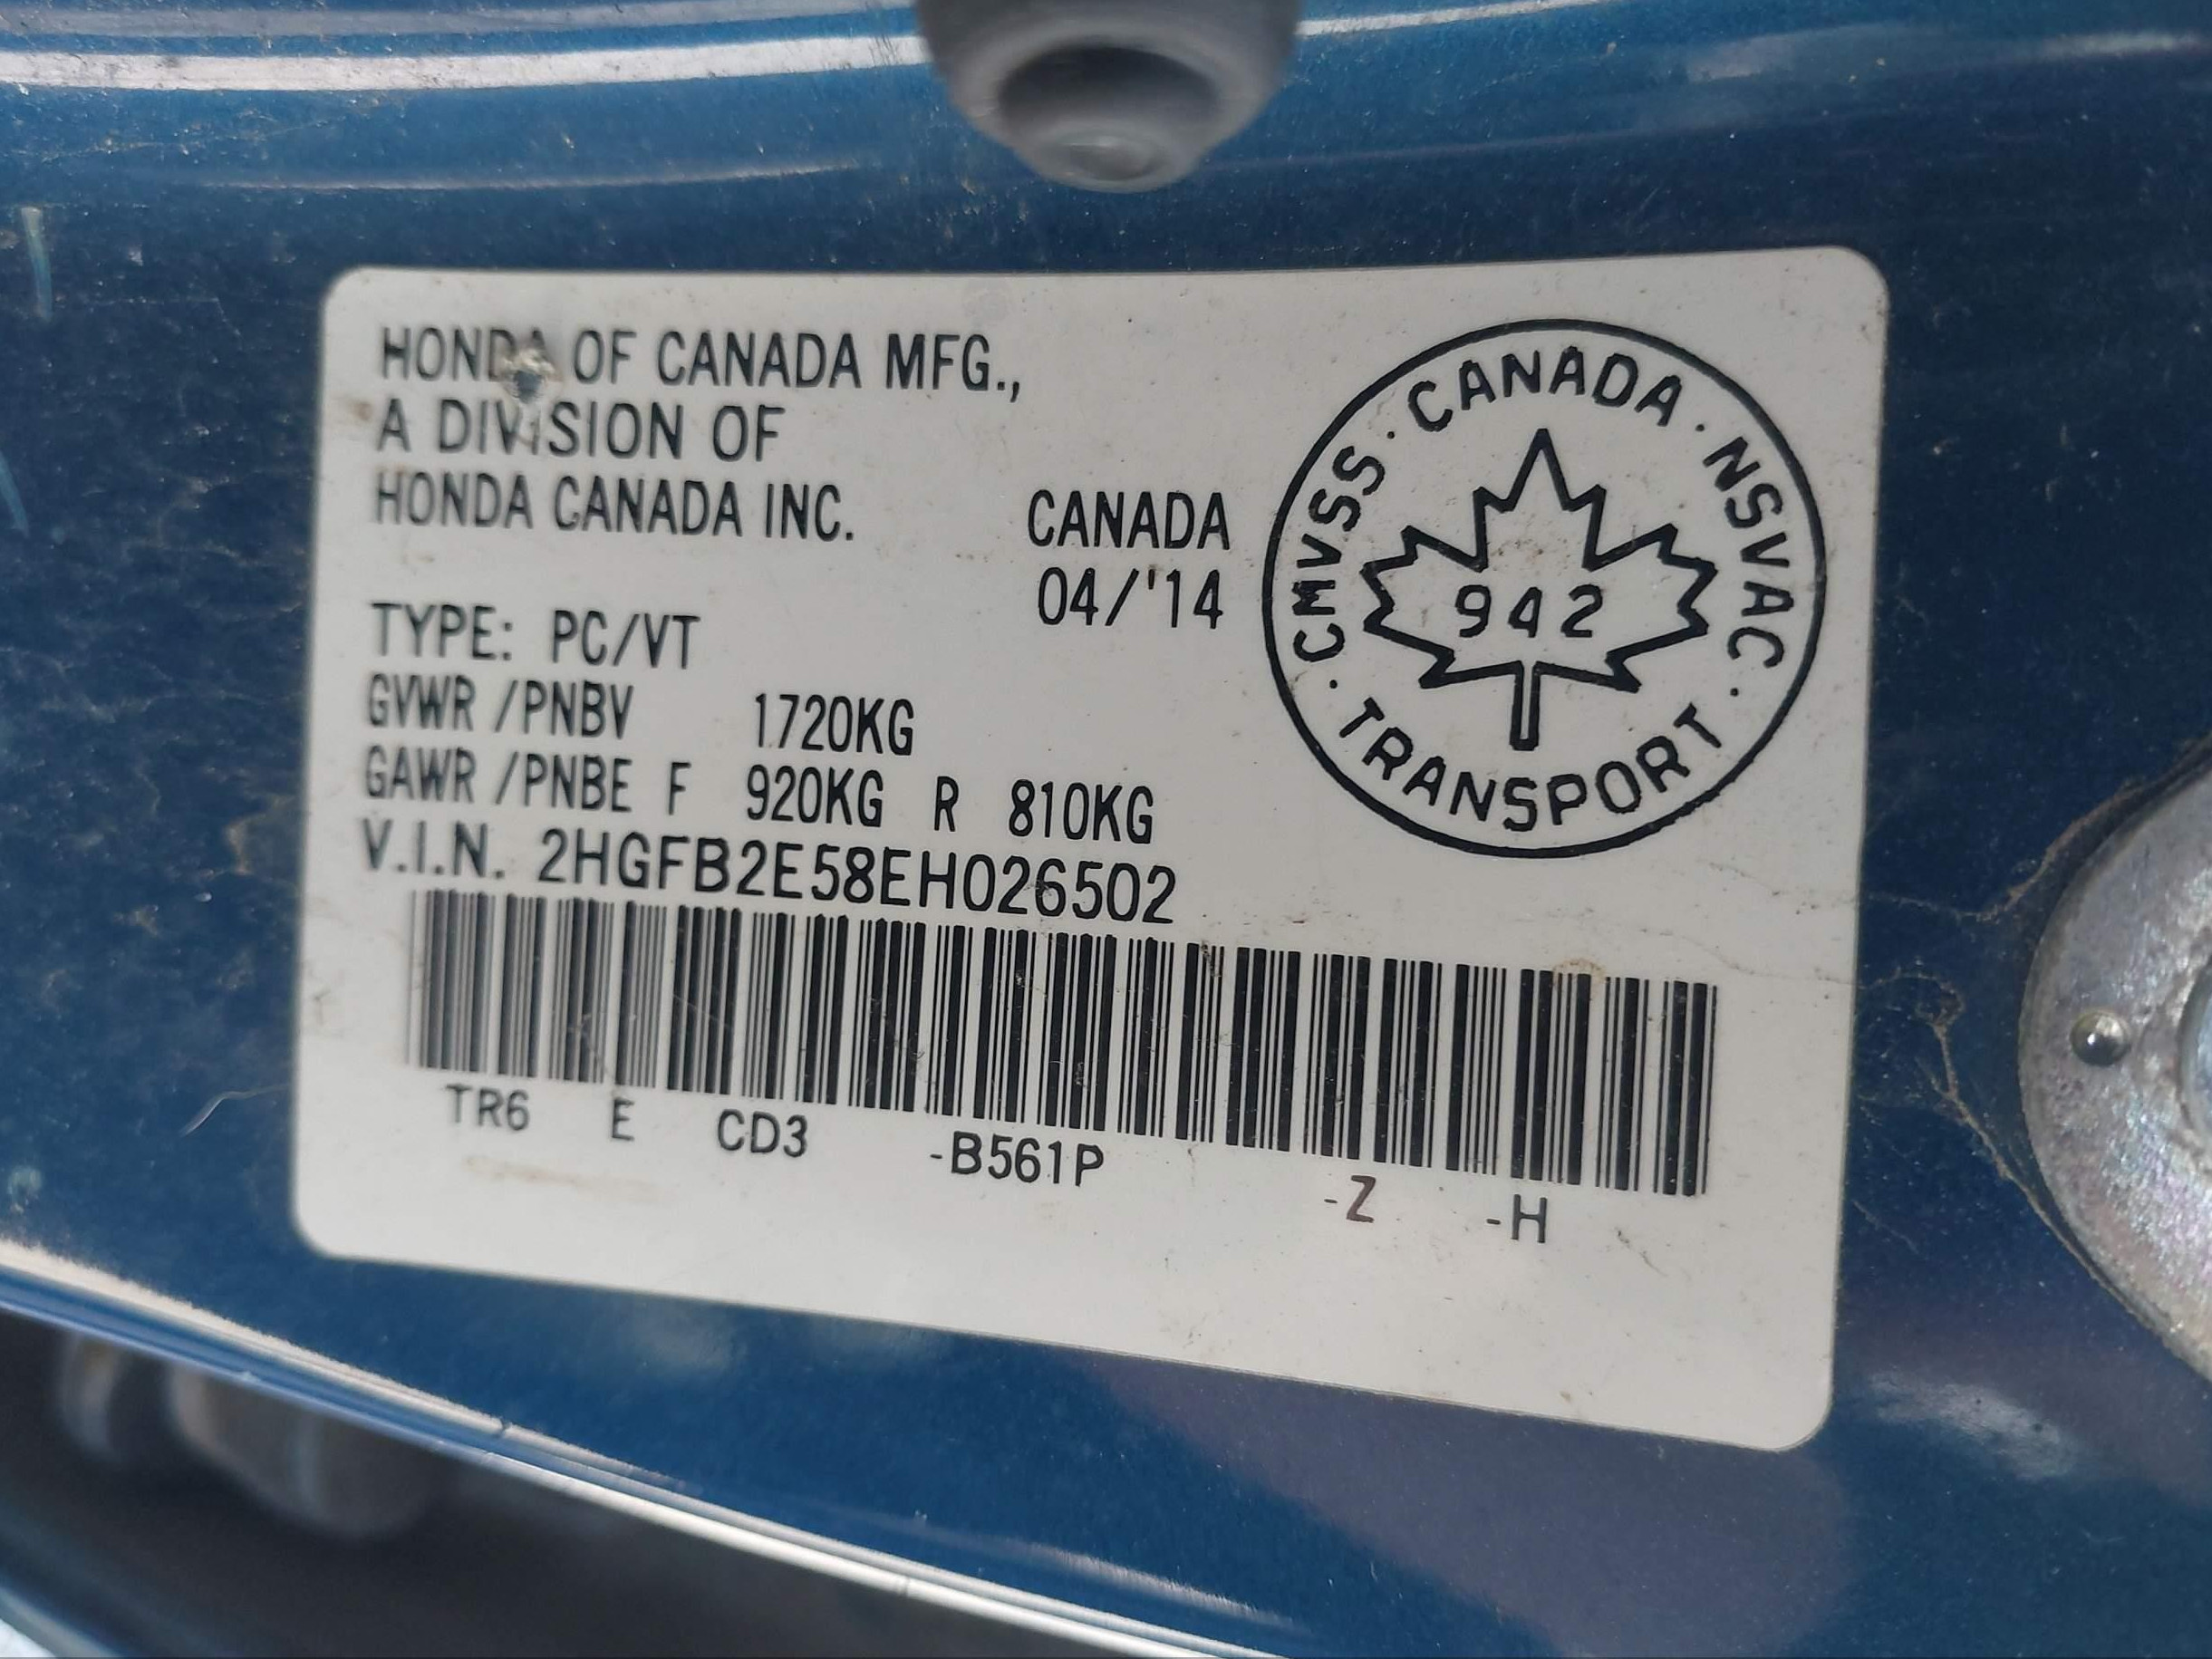 HONDA OF CANADA MFG.,
A DIVISION OF
HONDA CANADA INC.
CANADA
04/'14
TYPE: PC/VT
GVWR /PNBV 1720KG
GAWR /PNBE F 920KG R 810KG
V.I.N. 2HGFB2E58EH026502
TR6 E CD3 -B561P -Z -H
CMVSS · CANADA · NSVAC · TRANSPORT ·
942